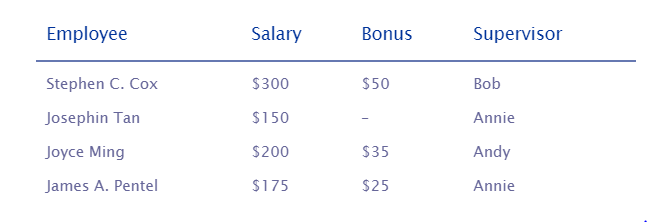 Employee Salary Bonus Supervisor
Stephen C. Cox $300 $50 Bob
Josephin Tan $150 – Annie
Joyce Ming $200 $35 Andy
James A. Pentel $175 $25 Annie